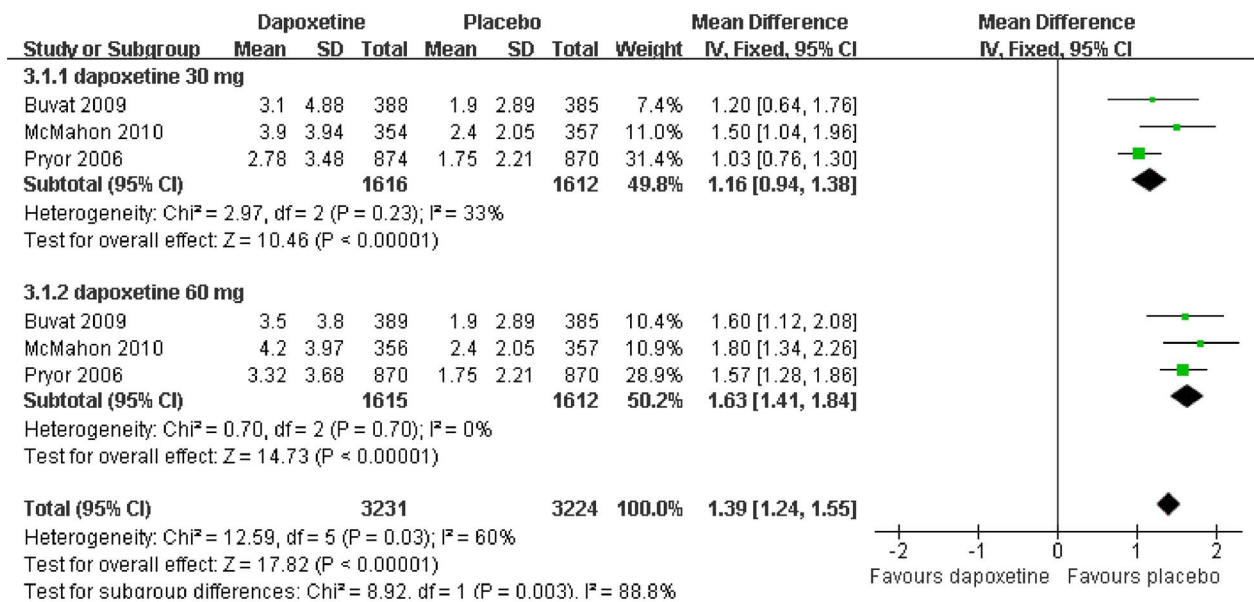 Dapoxetine Placebo Mean Difference Mean Difference
Study or Subgroup Mean SD Total Mean SD Total Weight IV, Fixed, 95% CI IV, Fixed, 95% CI
3.1.1 dapoxetine 30 mg
Buvat 2009 3.1 4.88 388 1.9 2.89 385 7.4% 1.20 [0.64, 1.76]
McMahon 2010 3.9 3.94 354 2.4 2.05 357 11.0% 1.50 [1.04, 1.96]
Pryor 2006 2.78 3.48 874 1.75 2.21 870 31.4% 1.03 [0.76, 1.30]
Subtotal (95% CI) 1616 1612 49.8% 1.16 [0.94, 1.38]
Heterogeneity: Chi² = 2.97, df = 2 (P = 0.23); I² = 33%
Test for overall effect: Z = 10.46 (P < 0.00001)
3.1.2 dapoxetine 60 mg
Buvat 2009 3.5 3.8 389 1.9 2.89 385 10.4% 1.60 [1.12, 2.08]
McMahon 2010 4.2 3.97 356 2.4 2.05 357 10.9% 1.80 [1.34, 2.26]
Pryor 2006 3.32 3.68 870 1.75 2.21 870 28.9% 1.57 [1.28, 1.86]
Subtotal (95% CI) 1615 1612 50.2% 1.63 [1.41, 1.84]
Heterogeneity: Chi² = 0.70, df = 2 (P = 0.70); I² = 0%
Test for overall effect: Z = 14.73 (P < 0.00001)
Total (95% CI) 3231 3224 100.0% 1.39 [1.24, 1.55]
Heterogeneity: Chi² = 12.59, df = 5 (P = 0.03); I² = 60%
Test for overall effect: Z = 17.82 (P < 0.00001)
Test for subgroup differences: Chi² = 8.92, df = 1 (P = 0.003), I² = 88.8%
-2 -1 0 1 2
Favours dapoxetine Favours placebo